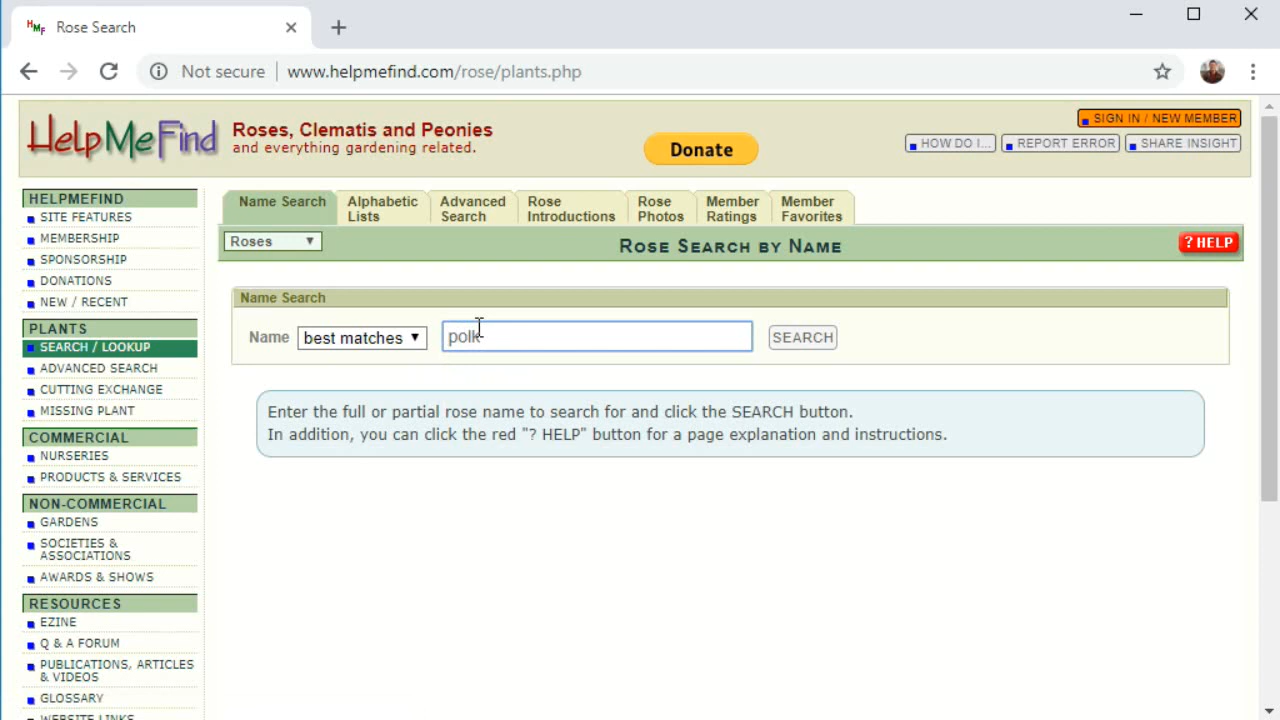 HMF Rose Search
Not secure www.helpmefind.com/rose/plants.php
HelpMeFind
Roses, Clematis and Peonies
and everything gardening related.
Donate
SIGN IN / NEW MEMBER
HOW DO I... REPORT ERROR SHARE INSIGHT
HELPMEFIND
SITE FEATURES
MEMBERSHIP
SPONSORSHIP
DONATIONS
NEW / RECENT
PLANTS
SEARCH / LOOKUP
ADVANCED SEARCH
CUTTING EXCHANGE
MISSING PLANT
COMMERCIAL
NURSERIES
PRODUCTS & SERVICES
NON-COMMERCIAL
GARDENS
SOCIETIES &
ASSOCIATIONS
AWARDS & SHOWS
RESOURCES
EZINE
Q & A FORUM
PUBLICATIONS, ARTICLES
& VIDEOS
GLOSSARY
WEBSITE LINKS
Name Search
Alphabetic
Lists
Advanced
Search
Rose
Introductions
Rose
Photos
Member
Ratings
Member
Favorites
Roses
ROSE SEARCH BY NAME
? HELP
Name Search
Name best matches polk SEARCH
Enter the full or partial rose name to search for and click the SEARCH button.
In addition, you can click the red "? HELP" button for a page explanation and instructions.